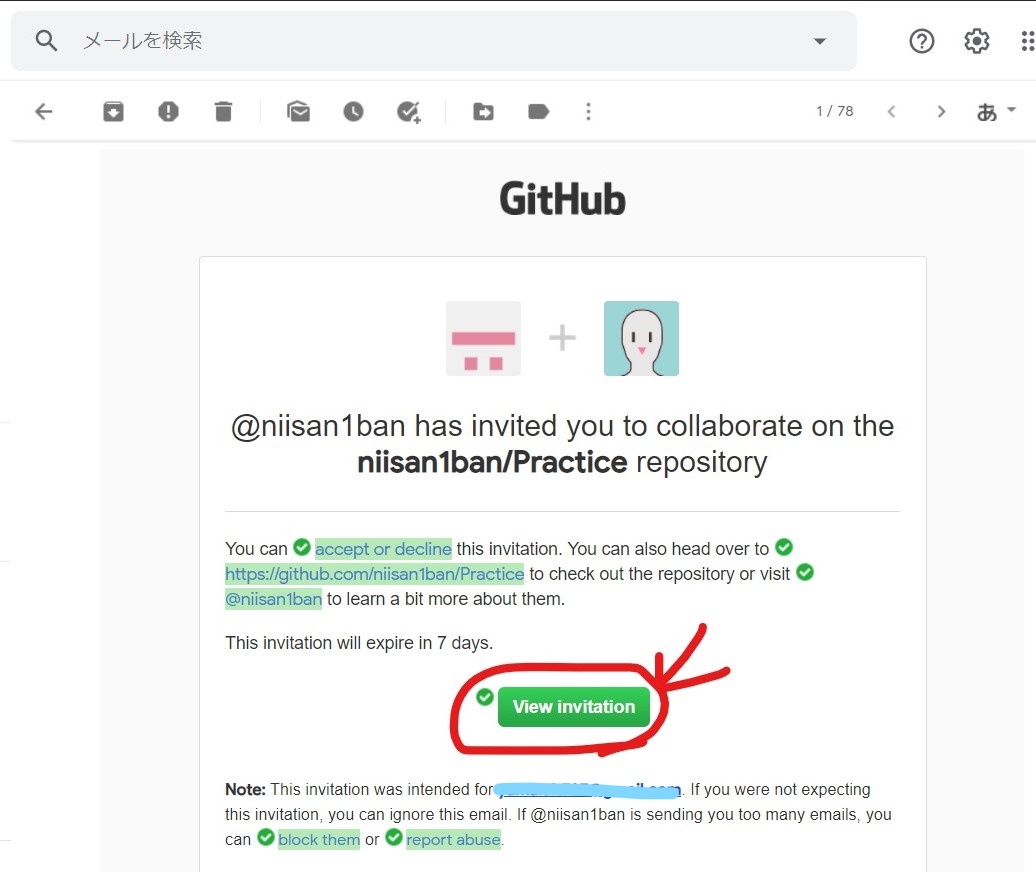 メールを検索
1 / 78
あ
GitHub
@niisan1ban has invited you to collaborate on the
niisan1ban/Practice repository
You can accept or decline this invitation. You can also head over to
https://github.com/niisan1ban/Practice to check out the repository or visit
@niisan1ban to learn a bit more about them.
This invitation will expire in 7 days.
View invitation
Note: This invitation was intended for . If you were not expecting
this invitation, you can ignore this email. If @niisan1ban is sending you too many emails, you
can block them or report abuse.